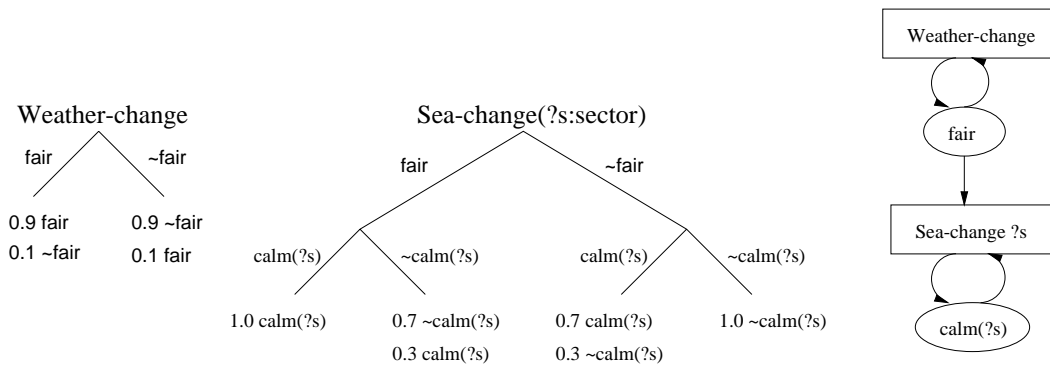 Weather-change
fair ~fair
0.9 fair 0.9 ~fair
0.1 ~fair 0.1 fair
Sea-change(?s:sector)
fair ~fair
calm(?s) ~calm(?s) calm(?s) ~calm(?s)
1.0 calm(?s) 0.7 ~calm(?s) 0.7 calm(?s) 1.0 ~calm(?s)
0.3 calm(?s) 0.3 ~calm(?s)
Weather-change
fair
Sea-change ?s
calm(?s)